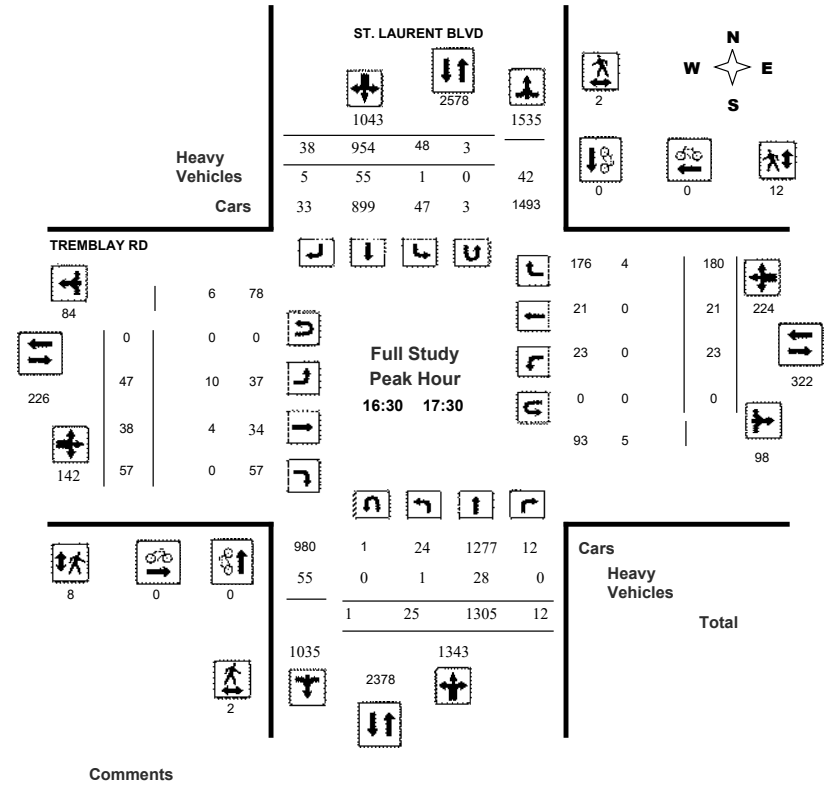 ST. LAURENT BLVD
N
W E
S
2578
2
1043 1535
38 954 48 3
Heavy
Vehicles
5 55 1 0 42
Cars 33 899 47 3 1493
0 0 12
TREMBLAY RD
84
6 78
176 4 180
21 0 21 224
0 0 0
226
47 10 37
Full Study
Peak Hour
16:30 17:30
23 0 23
322
0 0 0
38 4 34
93 5
98
142
57 0 57
980 1 24 1277 12 Cars
55 0 1 28 0 Heavy
Vehicles
1 25 1305 12
Total
8 0 0
1035 1343
2378
2
Comments